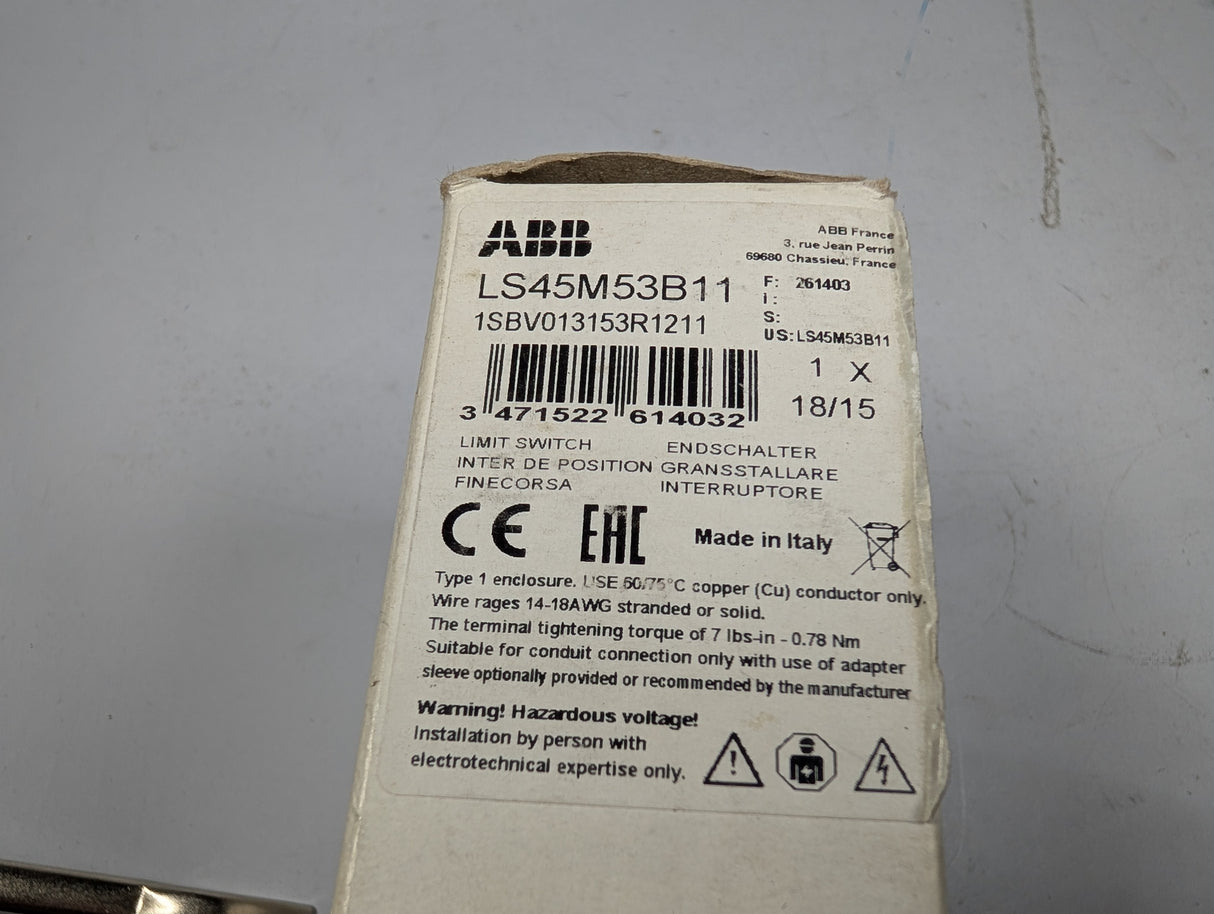 ABB
ABB France
3, rue Jean Perrin
69680 Chassieu, France
LS45M53B11
1SBV013153R1211
F: 261403
i:
S:
US: LS45M53B11
1 X
18/15
3 471522 614032
LIMIT SWITCH ENDSCHALTER
INTER DE POSITION GRANSSTALLARE
FINECORSA INTERRUPTORE
CE EAC Made in Italy
Type 1 enclosure. USE 60/75°C copper (Cu) conductor only.
Wire rages 14-18AWG stranded or solid.
The terminal tightening torque of 7 lbs-in - 0.78 Nm
Suitable for conduit connection only with use of adapter
sleeve optionally provided or recommended by the manufacturer
Warning! Hazardous voltage!
Installation by person with
electrotechnical expertise only.